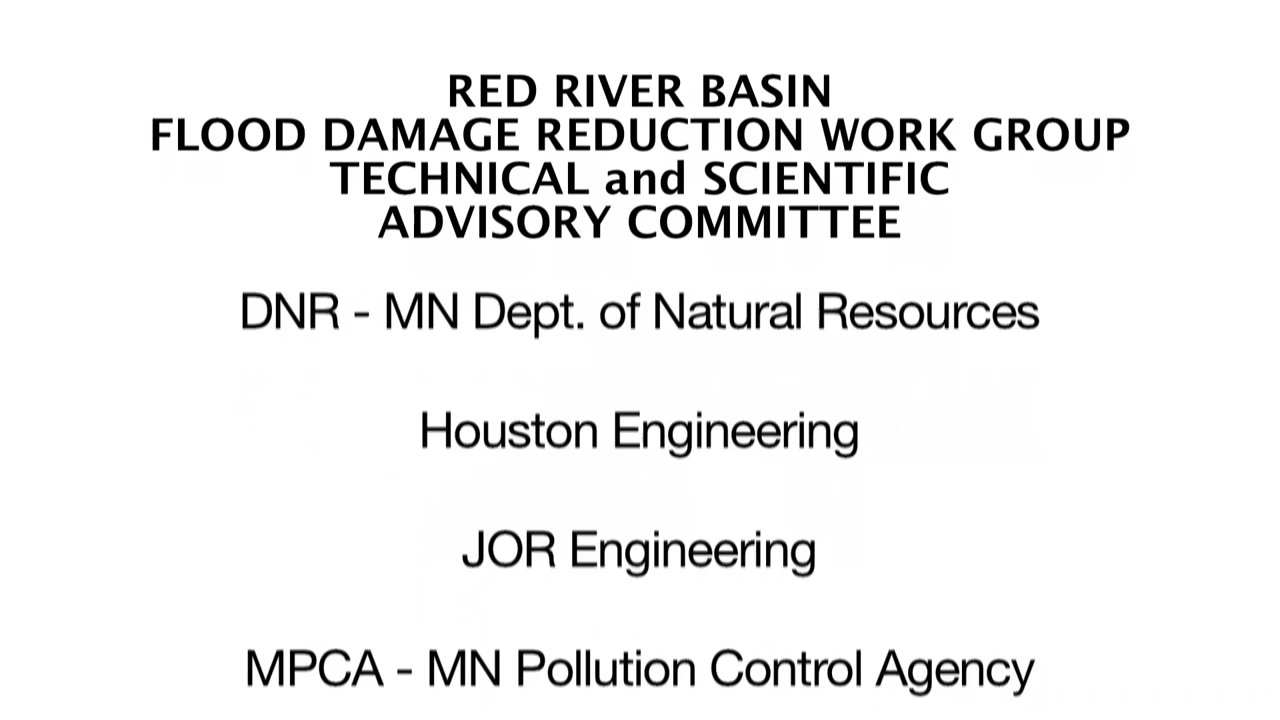 RED RIVER BASIN
FLOOD DAMAGE REDUCTION WORK GROUP
TECHNICAL and SCIENTIFIC
ADVISORY COMMITTEE
DNR - MN Dept. of Natural Resources
Houston Engineering
JOR Engineering
MPCA - MN Pollution Control Agency